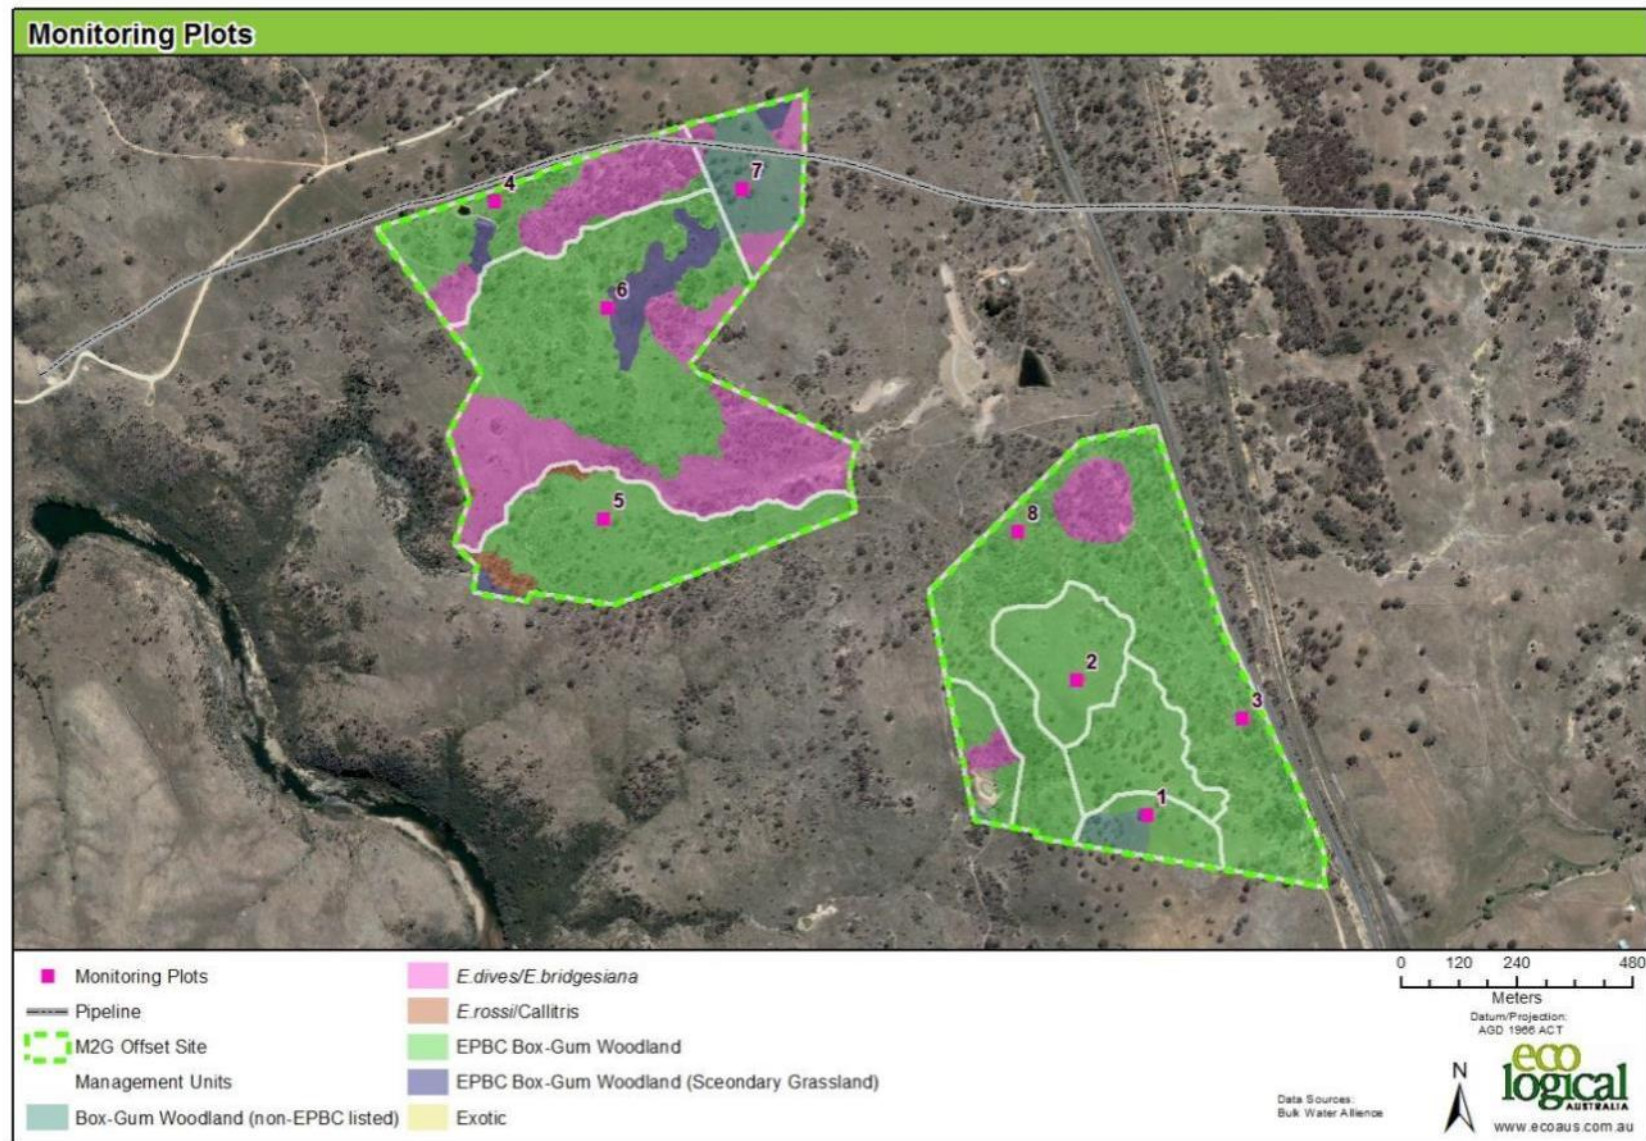 Monitoring Plots
4
7
6
5
8
2
3
1
Monitoring Plots
Pipeline
M2G Offset Site
Management Units
Box-Gum Woodland (non-EPBC listed)
E.dives/E.bridgesiana
E.rossi/Callitris
EPBC Box-Gum Woodland
EPBC Box-Gum Woodland (Sceondary Grassland)
Exotic
0 120 240 480
Meters
Datum/Projection:
AGD 1966 ACT
Data Sources:
Bulk Water Allience
N
eco
logical
AUSTRALIA
www.ecoaus.com.au